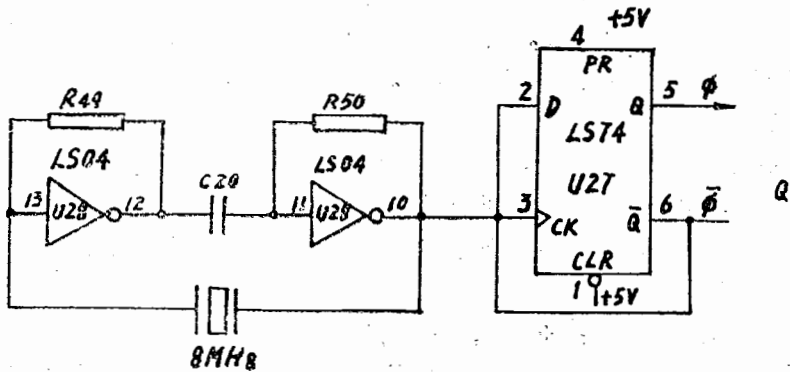 +5V
4
PR
R49
R50
2
D
Q
5
φ
LS04
LS04
LS74
C20
13
U28
12
11
U28
10
U27
Q
3
CK
Q̄
6
φ̄
CLR
1
+5V
8MH8